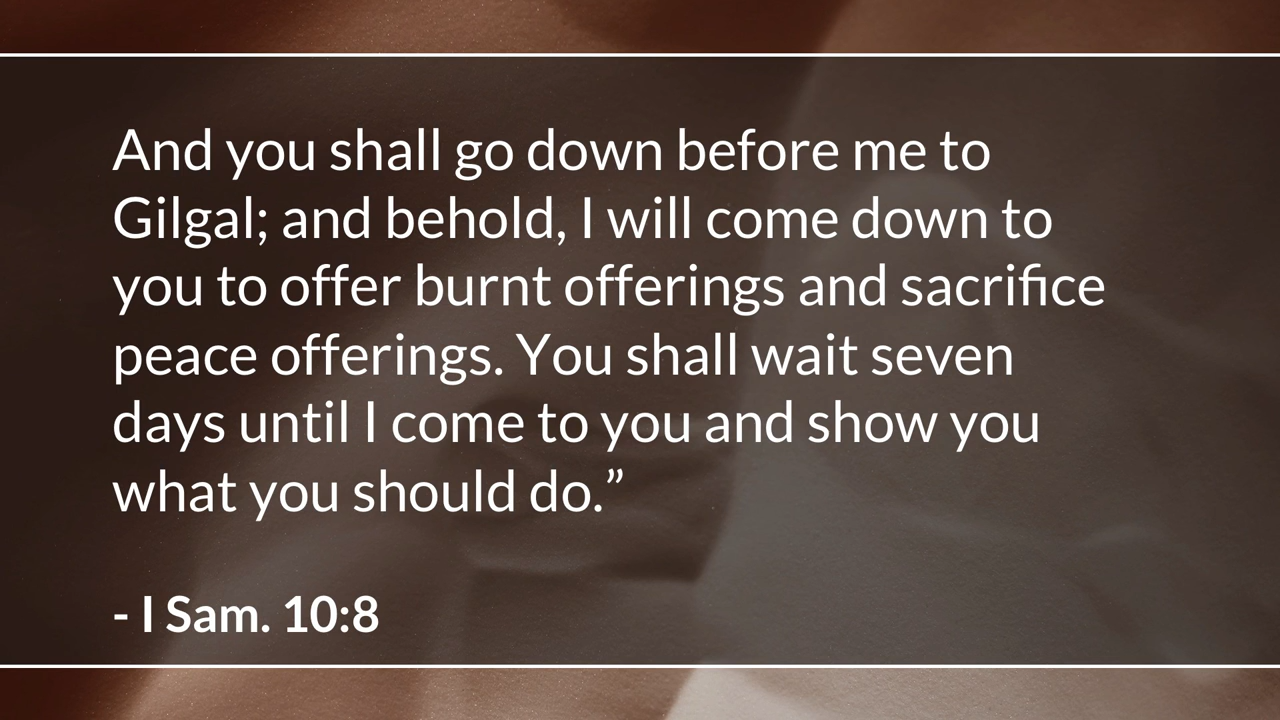 And you shall go down before me to
Gilgal; and behold, I will come down to
you to offer burnt offerings and sacrifice
peace offerings. You shall wait seven
days until I come to you and show you
what you should do.”
- I Sam. 10:8